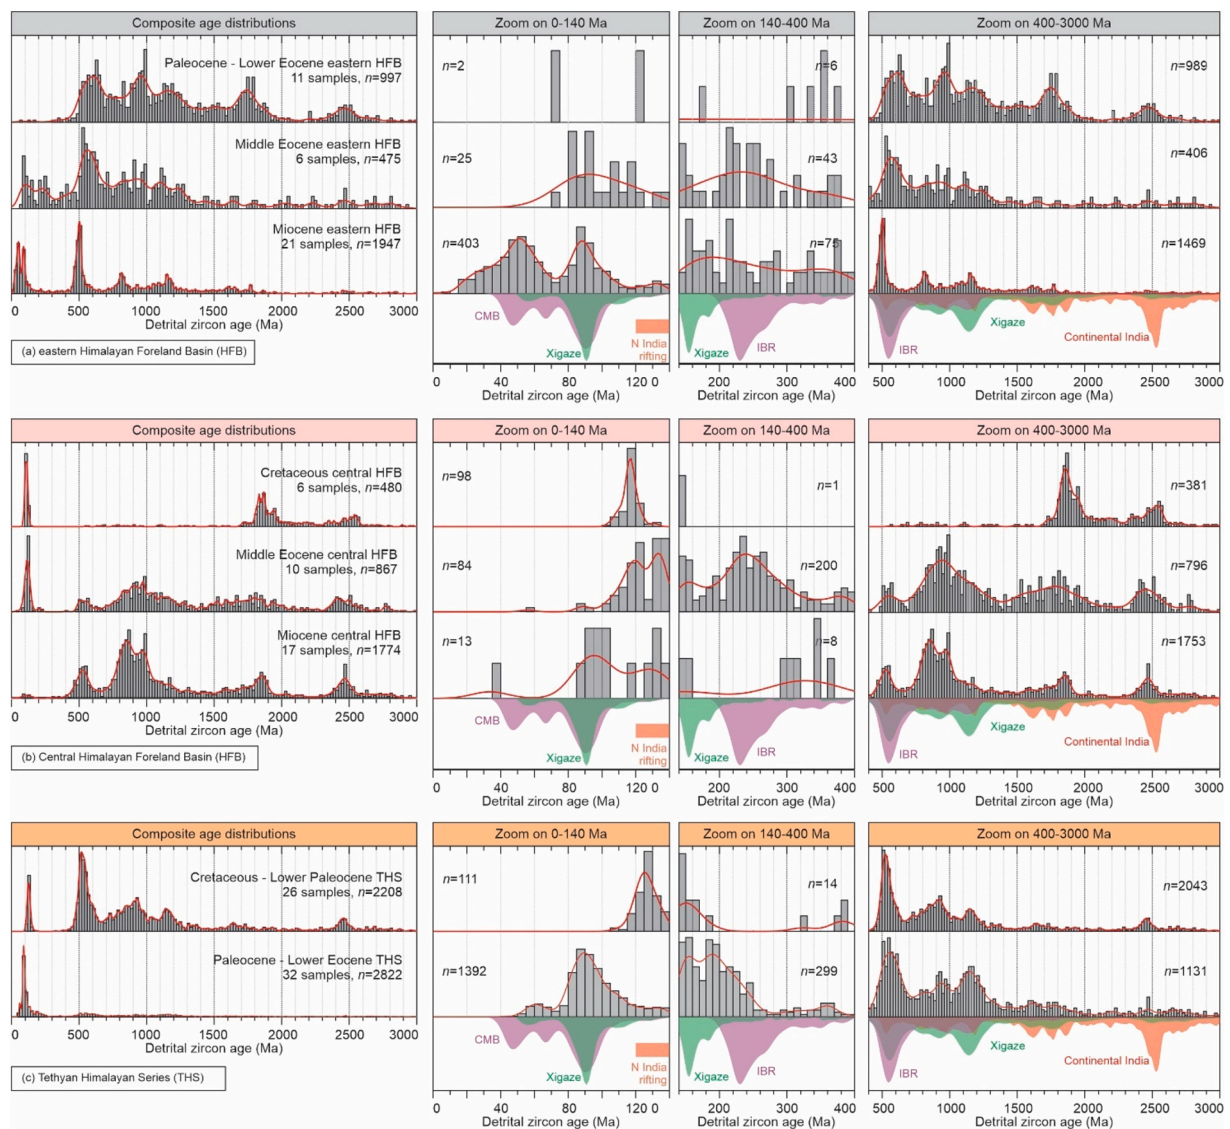 Composite age distributions
Zoom on 0-140 Ma
Zoom on 140-400 Ma
Zoom on 400-3000 Ma
Paleocene - Lower Eocene eastern HFB
11 samples, n=997
n=2
n=6
n=989
Middle Eocene eastern HFB
6 samples, n=475
n=25
n=43
n=406
Miocene eastern HFB
21 samples, n=1947
n=403
n=75
n=1469
CMB
Xigaze
N India
rifting
Xigaze
IBR
IBR
Xigaze
Continental India
0 500 1000 1500 2000 2500 3000
Detrital zircon age (Ma)
0 40 80 120 0
Detrital zircon age (Ma)
200 300 400
Detrital zircon age (Ma)
500 1000 1500 2000 2500 3000
Detrital zircon age (Ma)
(a) eastern Himalayan Foreland Basin (HFB)
Composite age distributions
Zoom on 0-140 Ma
Zoom on 140-400 Ma
Zoom on 400-3000 Ma
Cretaceous central HFB
6 samples, n=480
n=98
n=1
n=381
Middle Eocene central HFB
10 samples, n=867
n=84
n=200
n=796
Miocene central HFB
17 samples, n=1774
n=13
n=8
n=1753
CMB
Xigaze
N India
rifting
Xigaze
IBR
IBR
Xigaze
Continental India
0 500 1000 1500 2000 2500 3000
Detrital zircon age (Ma)
0 40 80 120 0
Detrital zircon age (Ma)
200 300 400
Detrital zircon age (Ma)
500 1000 1500 2000 2500 3000
Detrital zircon age (Ma)
(b) Central Himalayan Foreland Basin (HFB)
Composite age distributions
Zoom on 0-140 Ma
Zoom on 140-400 Ma
Zoom on 400-3000 Ma
Cretaceous - Lower Paleocene THS
26 samples, n=2208
n=111
n=14
n=2043
Paleocene - Lower Eocene THS
32 samples, n=2822
n=1392
n=299
n=1131
CMB
Xigaze
N India
rifting
Xigaze
IBR
IBR
Xigaze
Continental India
0 500 1000 1500 2000 2500 3000
Detrital zircon age (Ma)
0 40 80 120 0
Detrital zircon age (Ma)
200 300 400
Detrital zircon age (Ma)
500 1000 1500 2000 2500 3000
Detrital zircon age (Ma)
(c) Tethyan Himalayan Series (THS)